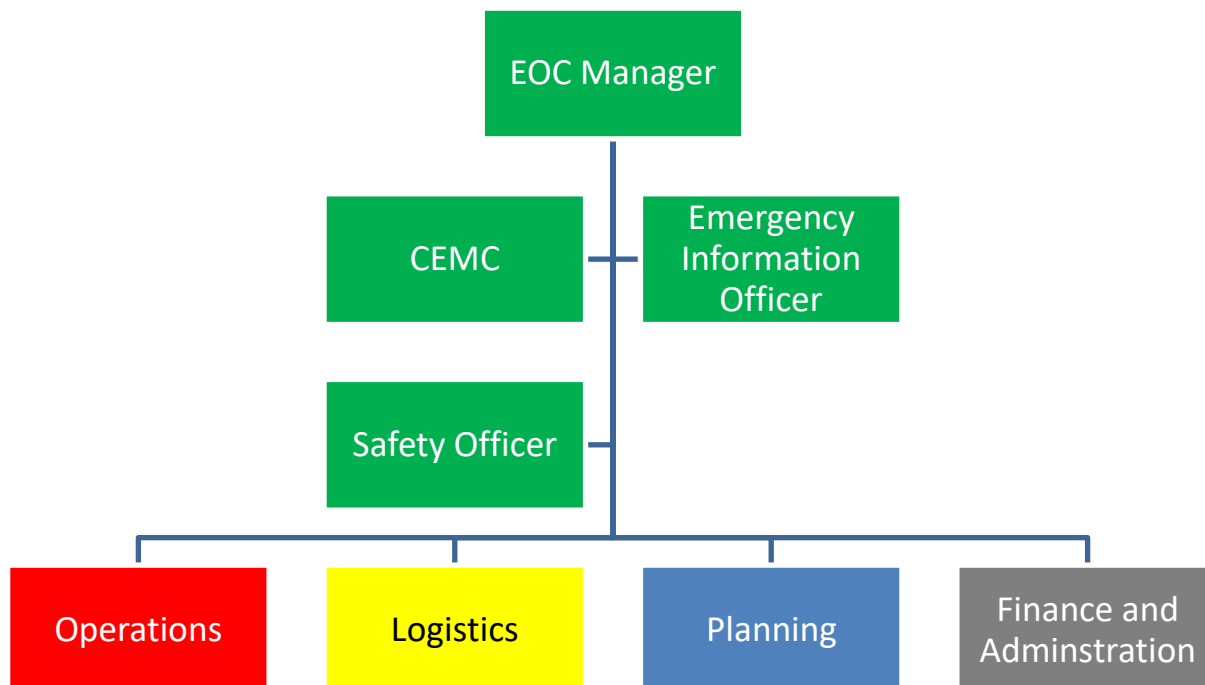 EOC Manager
CEMC
Emergency
Information
Officer
Safety Officer
Operations
Logistics
Planning
Finance and
Adminstration